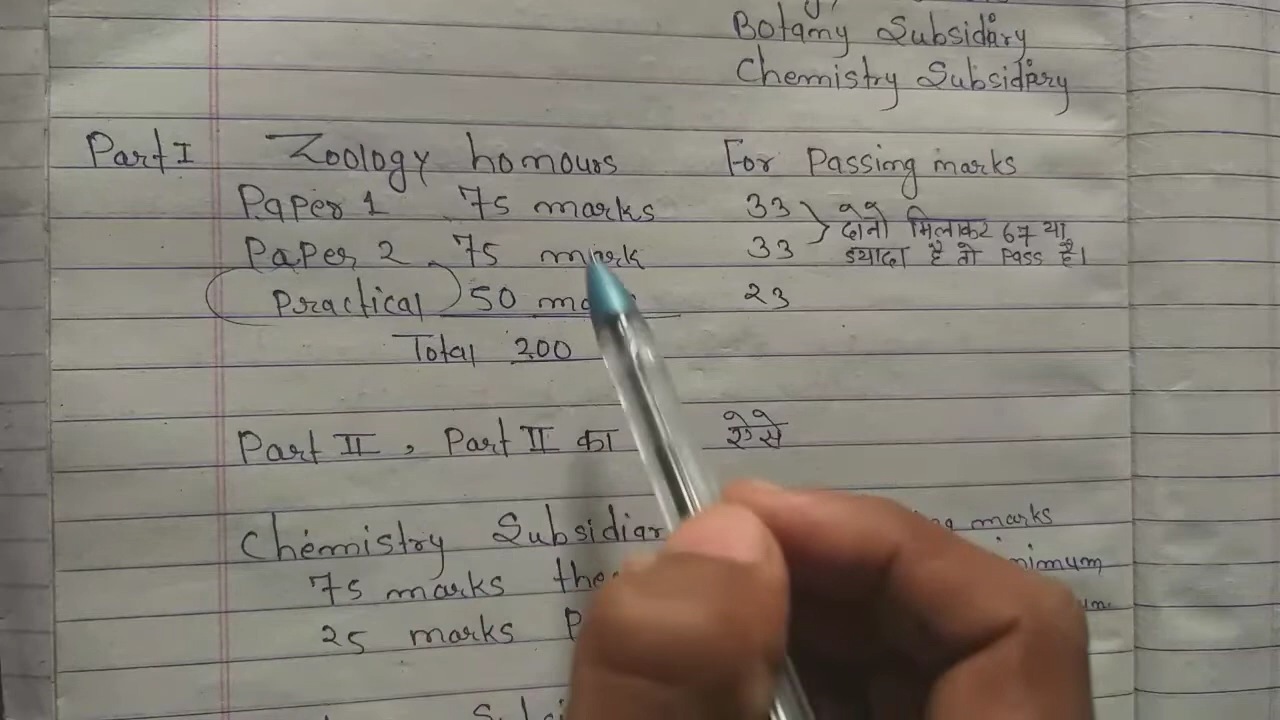 Botany Subsidiary
Chemistry Subsidiary
Part I Zoology honours For Passing marks
Paper 1 75 marks 33
Paper 2 75 mark 33
दोनों मिलाकर 67 या
ज्यादा है तो Pass है।
Practical 50 23
Total 200
Part II, Part II का ऐसे
Chemistry Subsidiar marks
75 marks
25 marks